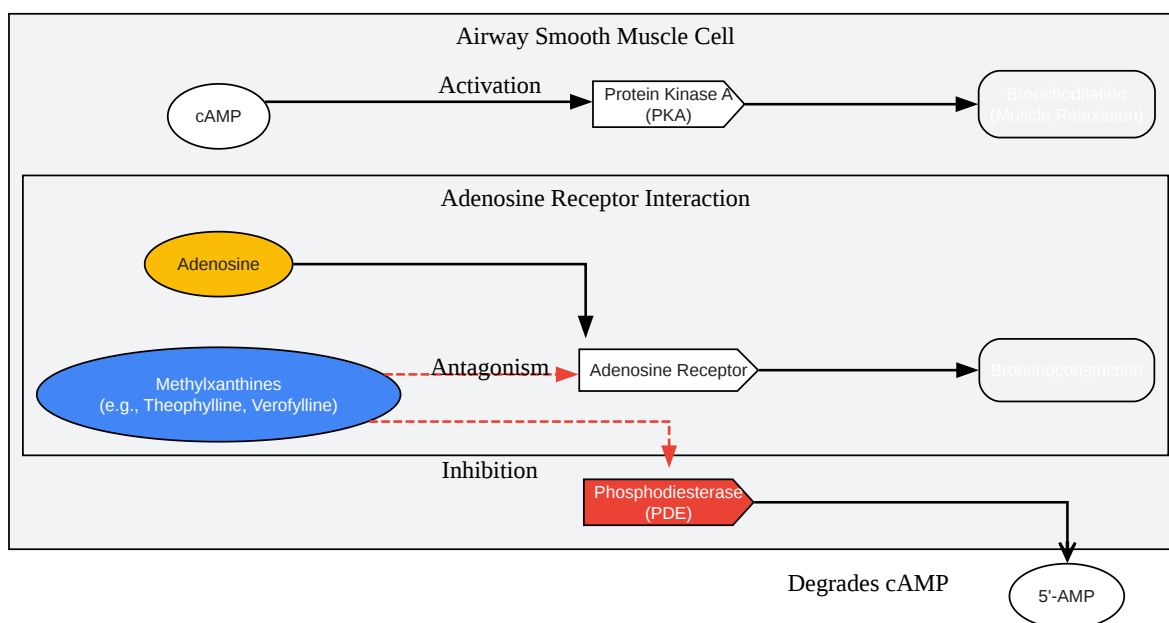 Airway Smooth Muscle Cell
Activation
cAMP
Protein Kinase A
(PKA)
Bronchodilation
(Muscle Relaxation)
Adenosine Receptor Interaction
Adenosine
Antagonism
Adenosine Receptor
Bronchoconstriction
Methylxanthines
(e.g., Theophylline, Verofylline)
Inhibition
Phosphodiesterase
(PDE)
Degrades cAMP
5'-AMP